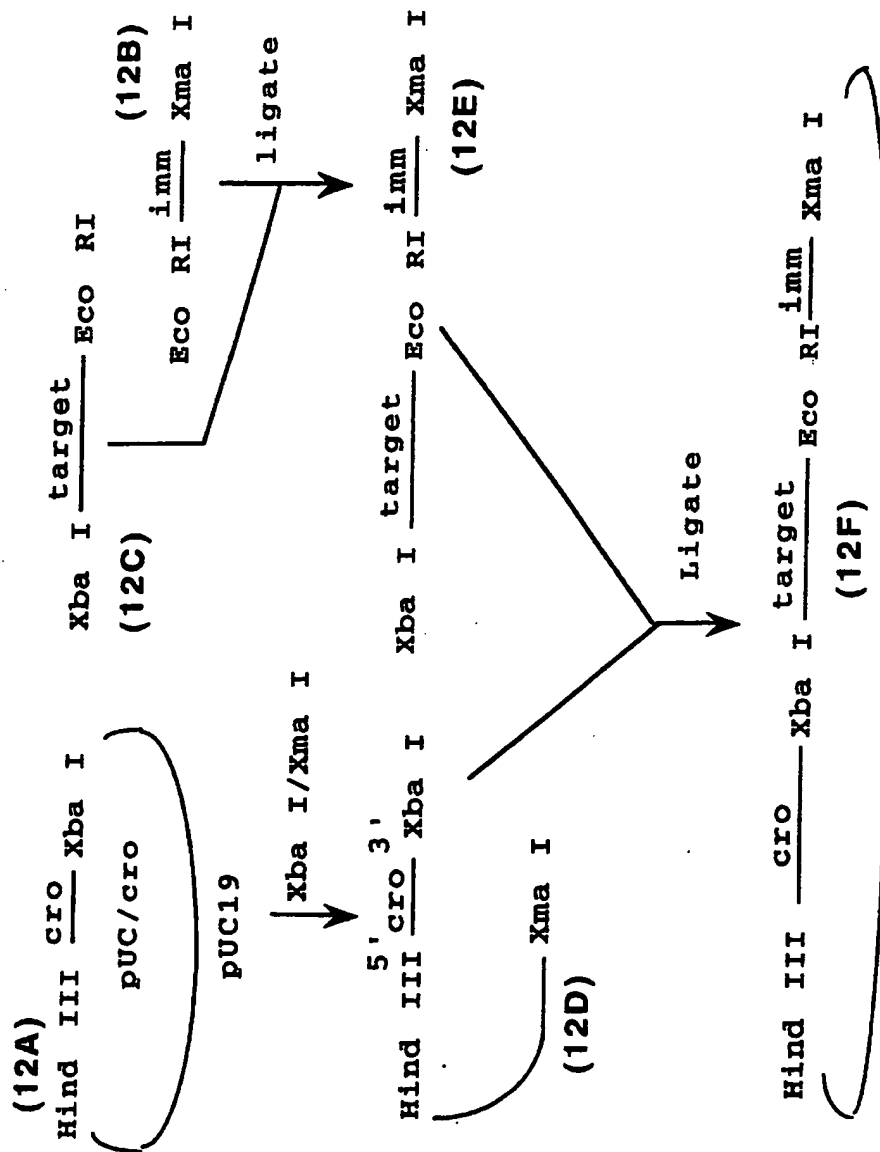 (12A)
Hind III cro Xba I
pUC/cro
pUC19
Xba I/Xma I
5' 3'
Hind III cro Xba I
Xma I
(12D)
Xba I target Eco RI
(12C)
Eco RI imm Xma I
(12B)
ligate
Xba I target Eco RI imm Xma I
(12E)
Ligate
Hind III cro Xba I target Eco RI imm Xma I
(12F)